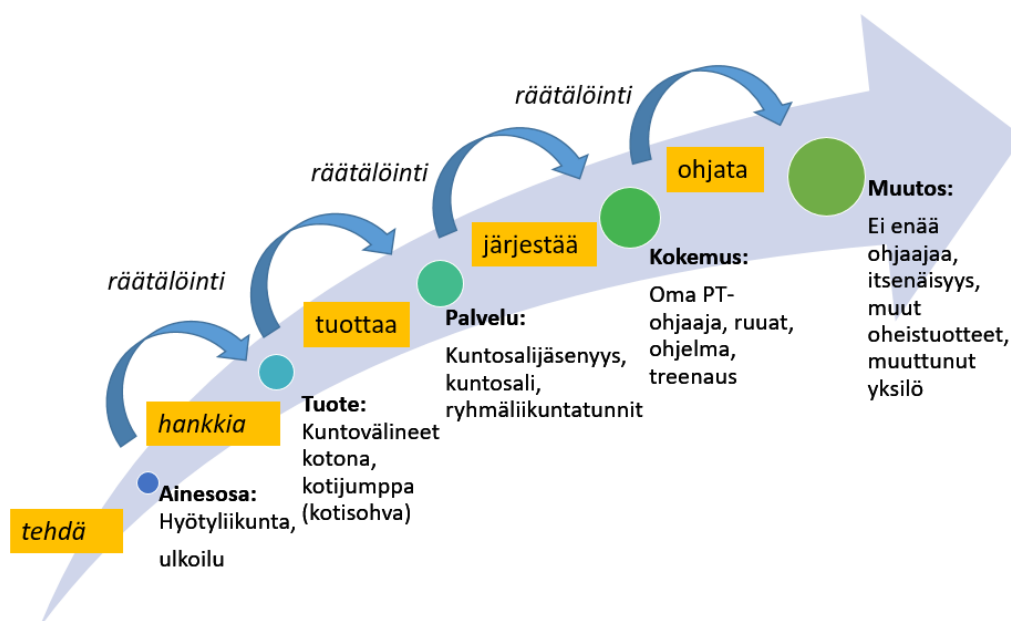 räätälöinti
ohjata
Muutos:
Ei enää
ohjaajaa,
itsenäisyys,
muut
oheistuotteet,
muuttunut
yksilö
räätälöinti
järjestää
Kokemus:
Oma PT-
ohjaaja, ruuat,
ohjelma,
treenaus
räätälöinti
tuottaa
Palvelu:
Kuntosalijäsenyys,
kuntosali,
ryhmäliikuntatunnit
räätälöinti
hankkia
Tuote:
Kuntovälineet
kotona,
kotijumppa
(kotisohva)
tehdä
Ainesosa:
Hyötyliikunta,
ulkoilu